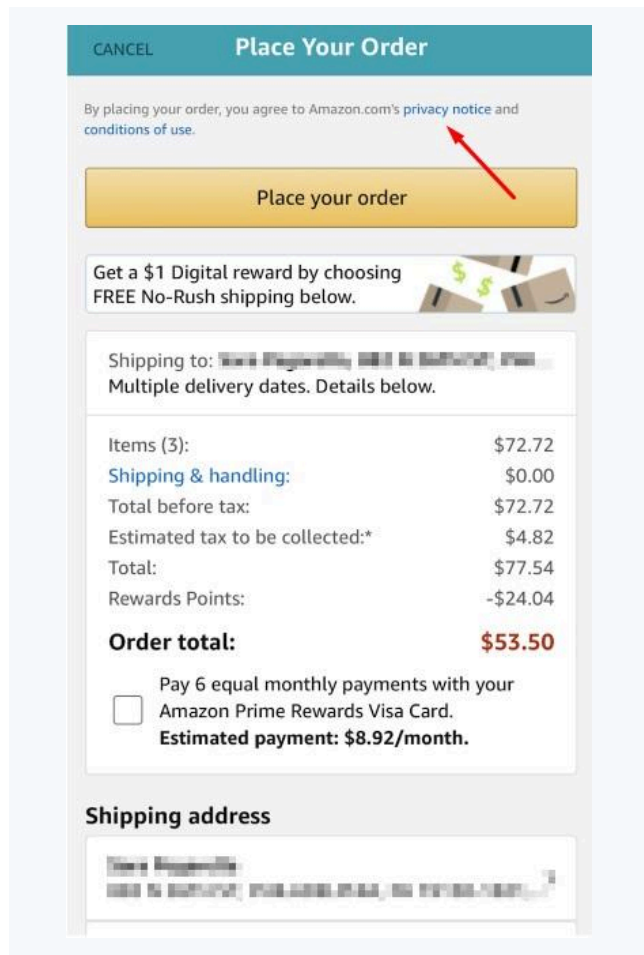 CANCEL Place Your Order
By placing your order, you agree to Amazon.com's privacy notice and
conditions of use.
Place your order
Get a $1 Digital reward by choosing
FREE No-Rush shipping below.
Shipping to:
Multiple delivery dates. Details below.
Items (3): $72.72
Shipping & handling: $0.00
Total before tax: $72.72
Estimated tax to be collected:* $4.82
Total: $77.54
Rewards Points: -$24.04
Order total: $53.50
Pay 6 equal monthly payments with your
Amazon Prime Rewards Visa Card.
Estimated payment: $8.92/month.
Shipping address